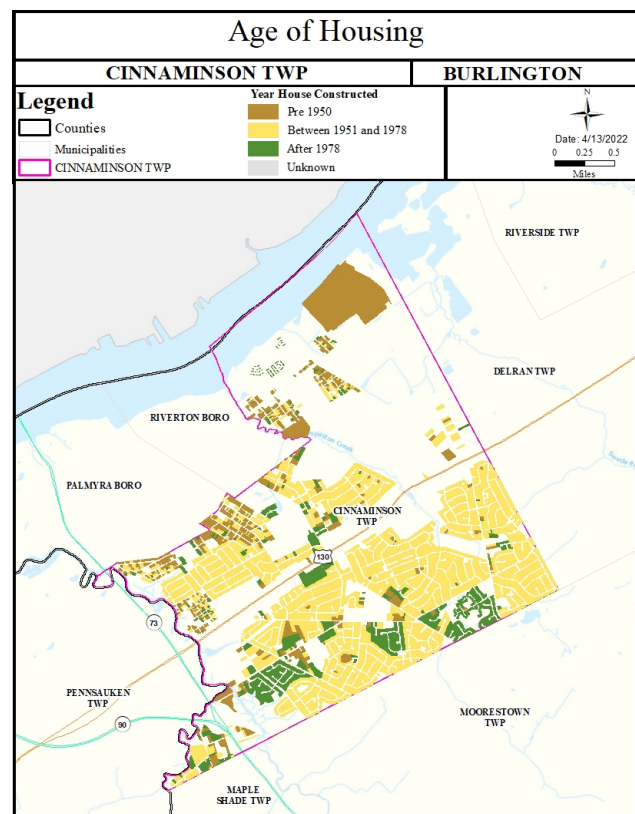 Age of Housing
CINNAMINSON TWP
BURLINGTON
Legend
Counties
Municipalities
CINNAMINSON TWP
Year House Constructed
Pre 1950
Between 1951 and 1978
After 1978
Unknown
N
Date: 4/13/2022
0 0.25 0.5
Miles
RIVERSIDE TWP
DELRAN TWP
RIVERTON BORO
PALMYRA BORO
CINNAMINSON
TWP
130
73
PENNSAUKEN
TWP
90
MOORESTOWN
TWP
MAPLE
SHADE TWP